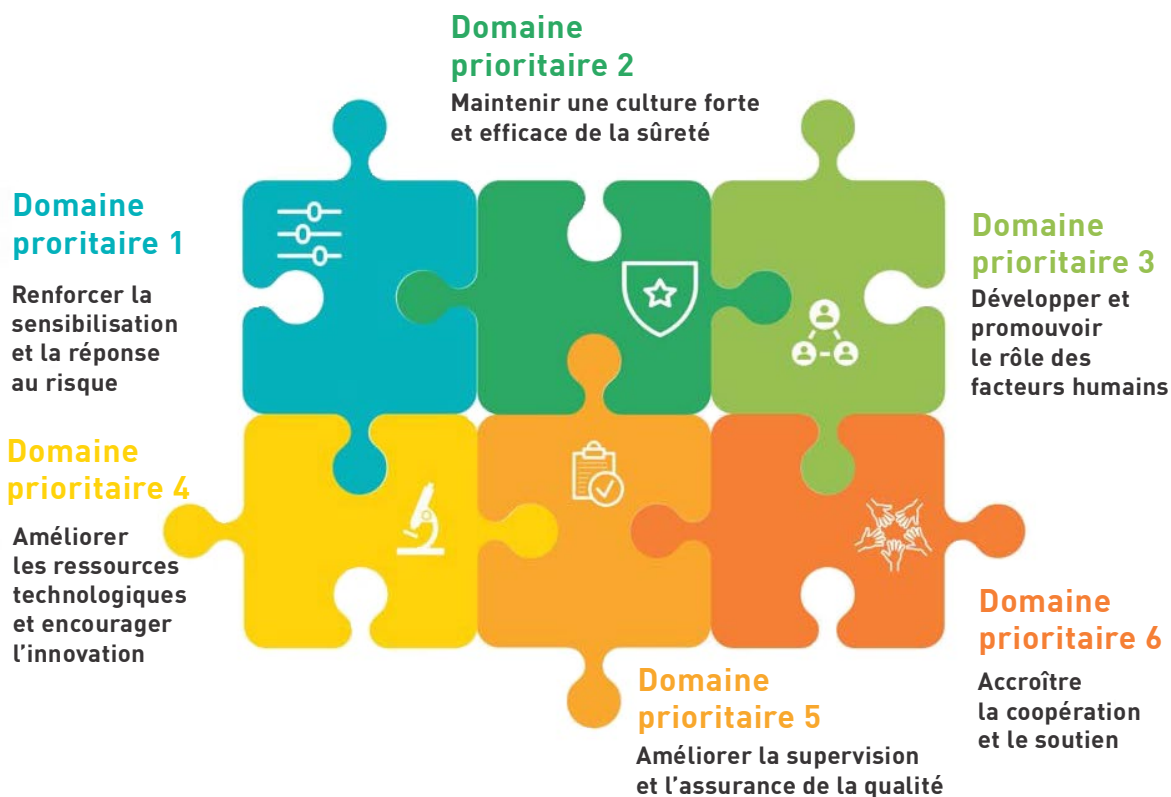 Domaine
proritaire 1
Renforcer la
sensibilisation
et la réponse
au risque
Domaine
prioritaire 2
Maintenir une culture forte
et efficace de la sûreté
Domaine
prioritaire 3
Développer et
promouvoir
le rôle des
facteurs humains
Domaine
prioritaire 4
Améliorer
les ressources
technologiques
et encourager
l’innovation
Domaine
prioritaire 5
Améliorer la supervision
et l’assurance de la qualité
Domaine
prioritaire 6
Accroître
la coopération
et le soutien